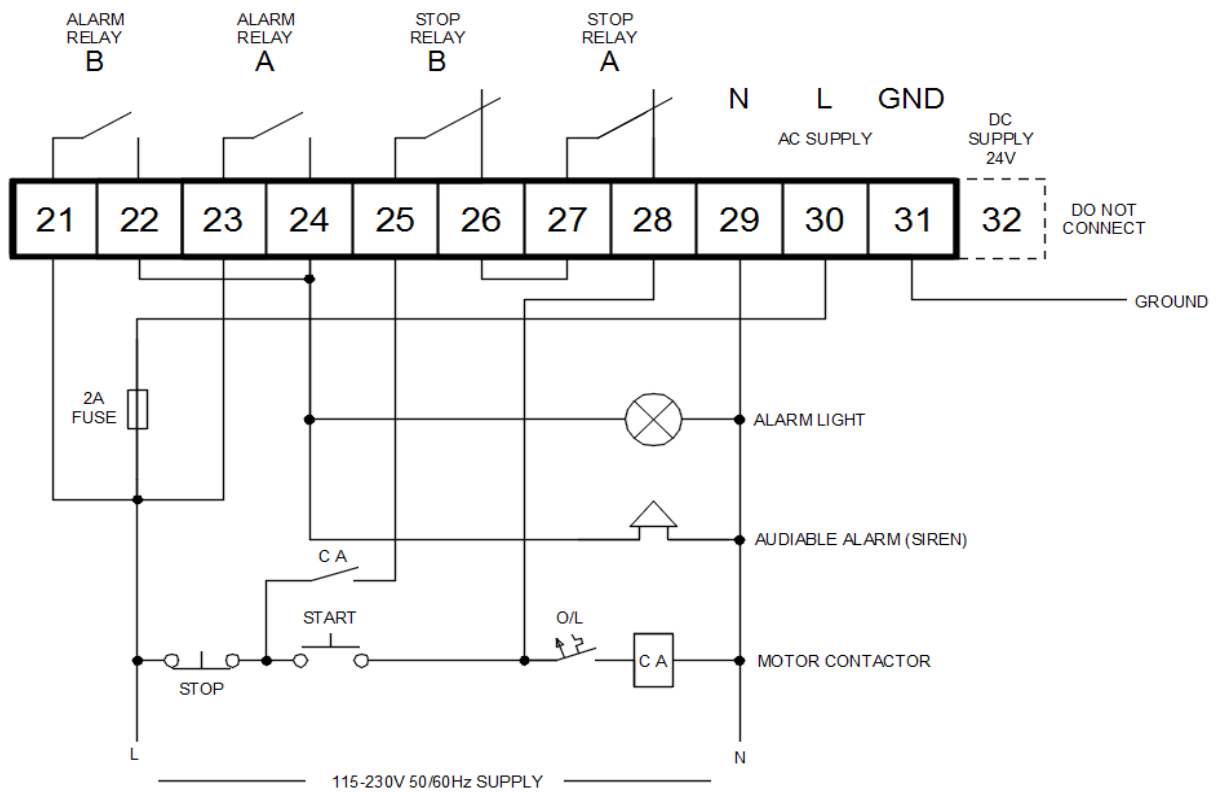 ALARM
RELAY
B
ALARM
RELAY
A
STOP
RELAY
B
STOP
RELAY
A
N L GND
AC SUPPLY
DC
SUPPLY
24V
21 22 23 24 25 26 27 28 29 30 31 32
DO NOT
CONNECT
GROUND
2A
FUSE
ALARM LIGHT
AUDIABLE ALARM (SIREN)
C A
START
O/L
STOP
C A
MOTOR CONTACTOR
L
N
115-230V 50/60Hz SUPPLY